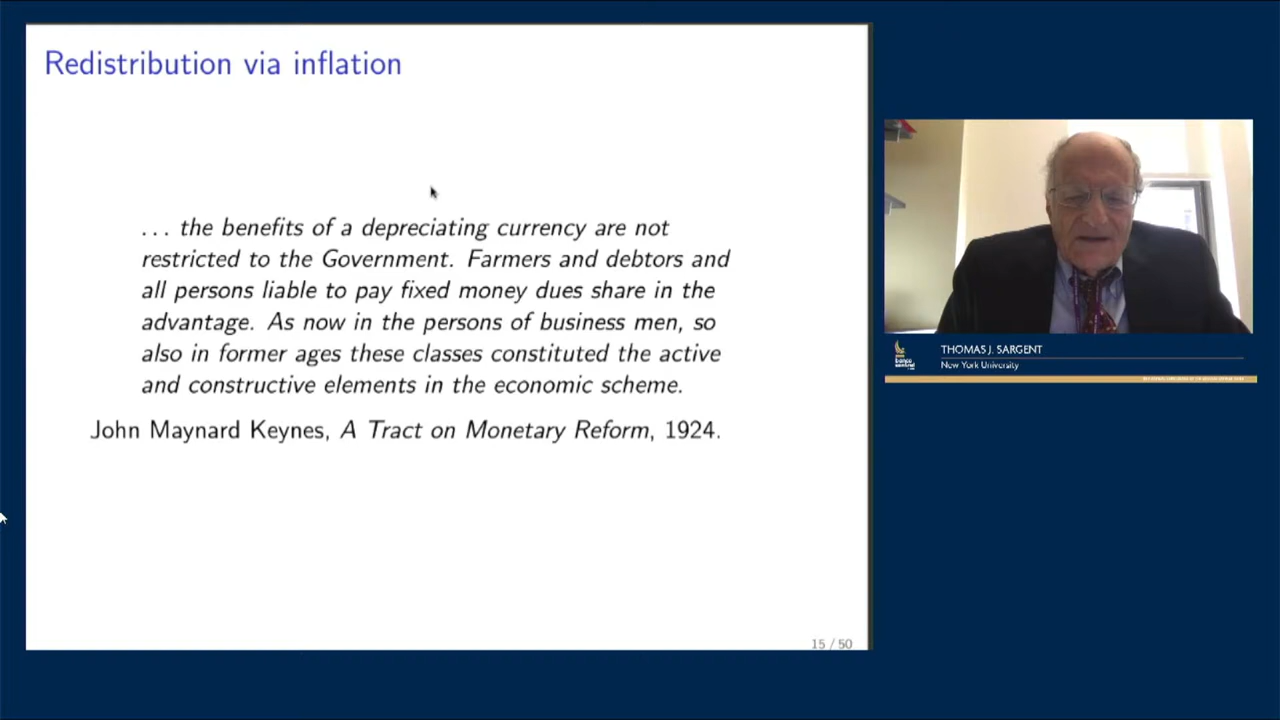 Redistribution via inflation
... the benefits of a depreciating currency are not
restricted to the Government. Farmers and debtors and
all persons liable to pay fixed money dues share in the
advantage. As now in the persons of business men, so
also in former ages these classes constituted the active
and constructive elements in the economic scheme.
John Maynard Keynes, A Tract on Monetary Reform, 1924.
15 / 50
THOMAS J. SARGENT
New York University
banco
central